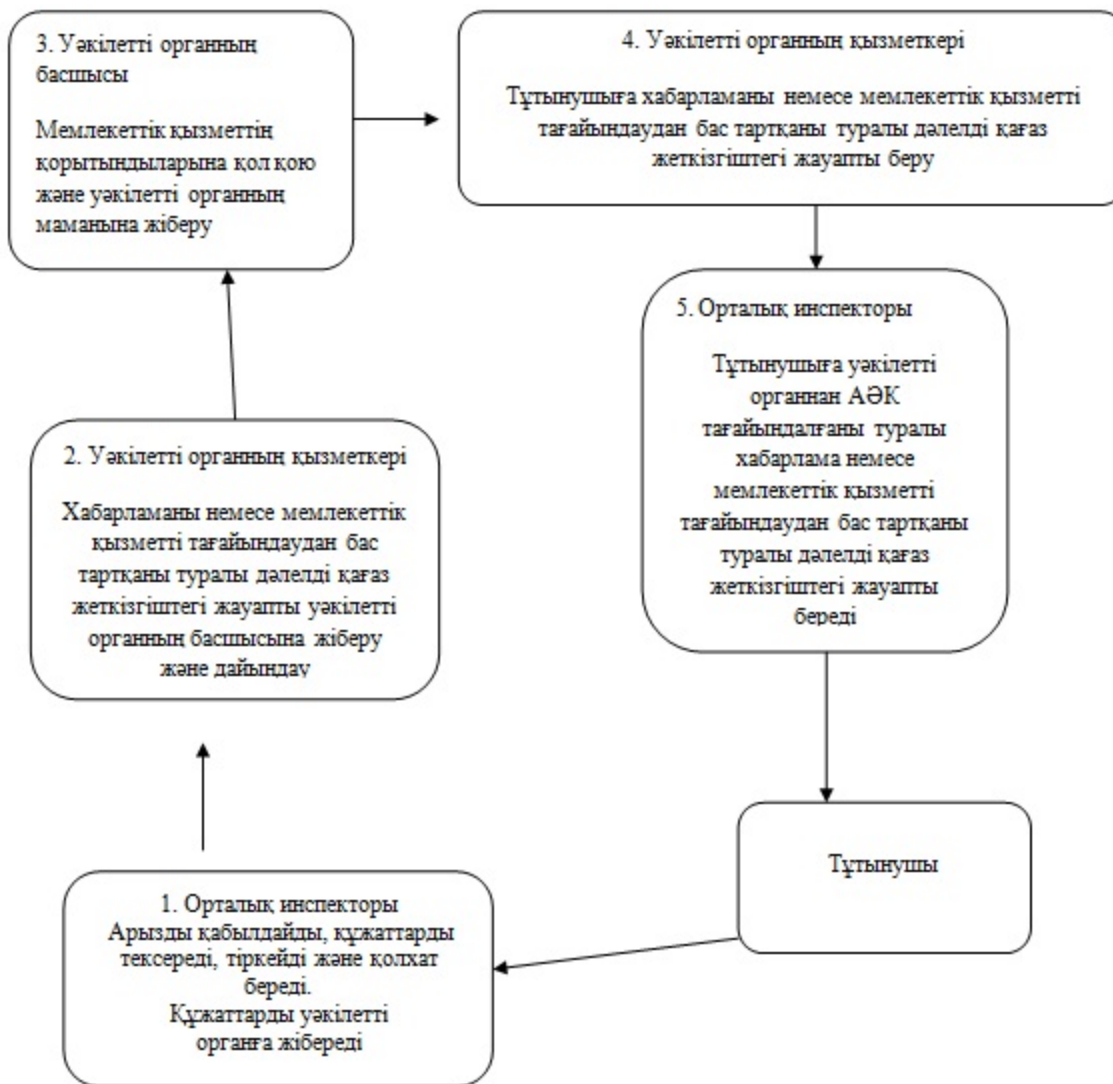 3. Уәкілетті органның
басшысы
Мемлекеттік қызметтің
қорытындыларына қол қою
және уәкілетті органның
маманына жіберу
4. Уәкілетті органның қызметкері
Тұтынушыға хабарламаны немесе мемлекеттік қызметті
тағайындаудан бас тартқаны туралы дәлелді қағаз
жеткізгіштегі жауапты беру
5. Орталық инспекторы
Тұтынушыға уәкілетті
органнан АӘК
тағайындалғаны туралы
хабарлама немесе
мемлекеттік қызметті
тағайындаудан бас тартқаны
туралы дәлелді қағаз
жеткізгіштегі жауапты
береді
2. Уәкілетті органның қызметкері
Хабарламаны немесе мемлекеттік
қызметті тағайындаудан бас
тартқаны туралы дәлелді қағаз
жеткізгіштегі жауапты уәкілетті
органның басшысына жіберу
және дайындау
Тұтынушы
1. Орталық инспекторы
Арызды қабылдайды, құжаттарды
тексереді, тіркейді және қолхат
береді.
Құжаттарды уәкілетті
органға жібереді